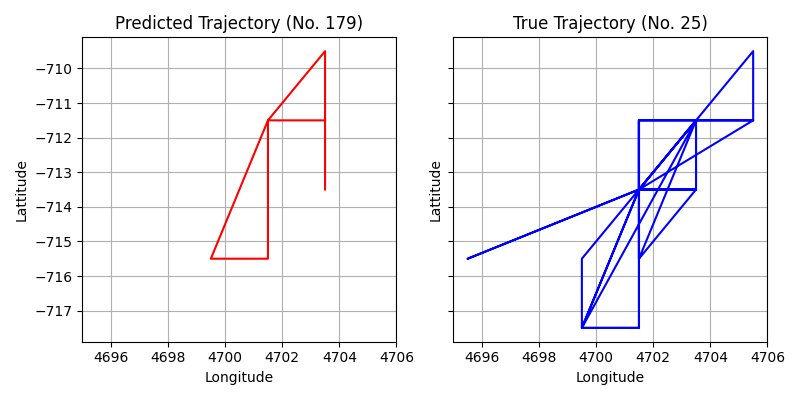 Predicted Trajectory (No. 179)
True Trajectory (No. 25)
Lattitude
−710
−711
−712
−713
−714
−715
−716
−717
4696 4698 4700 4702 4704 4706
Longitude
Lattitude
4696 4698 4700 4702 4704 4706
Longitude